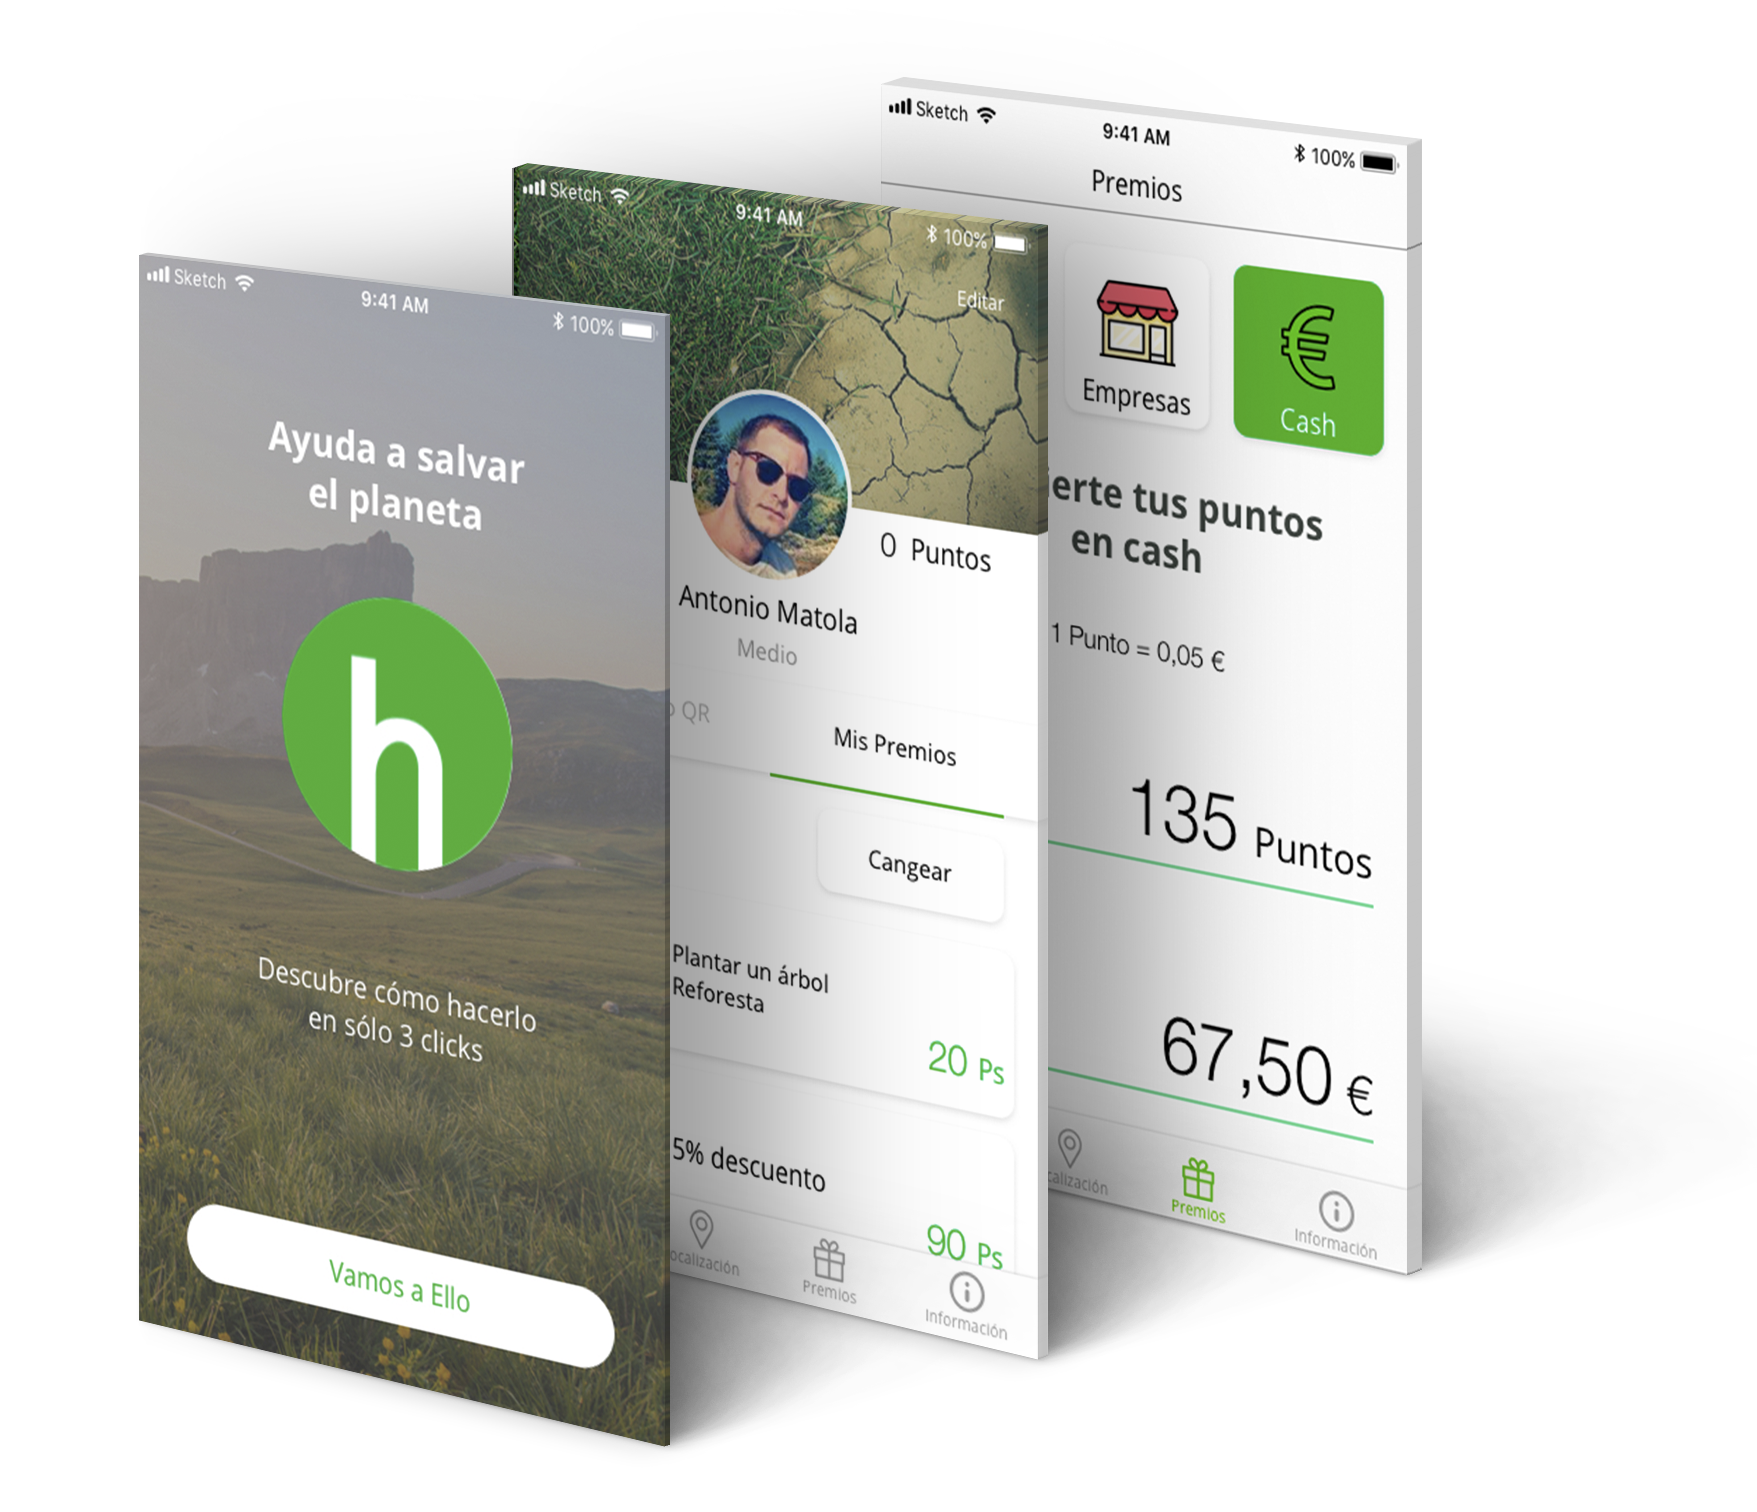 Sketch
9:41 AM
100%
Ayuda a salvar
el planeta
h
Descubre cómo hacerlo
en sólo 3 clicks
Vamos a Ello
Sketch
9:41 AM
100%
Editar
0 Puntos
Antonio Matola
Medio
QR
Mis Premios
Cangear
Plantar un árbol
Reforesta
20 Ps
5% descuento
90 Ps
ocalización
Premios
Información
Sketch
9:41 AM
100%
Premios
Empresas
€
Cash
ierte tus puntos
en cash
1 Punto = 0,05 €
135 Puntos
67,50 €
calización
Premios
Información